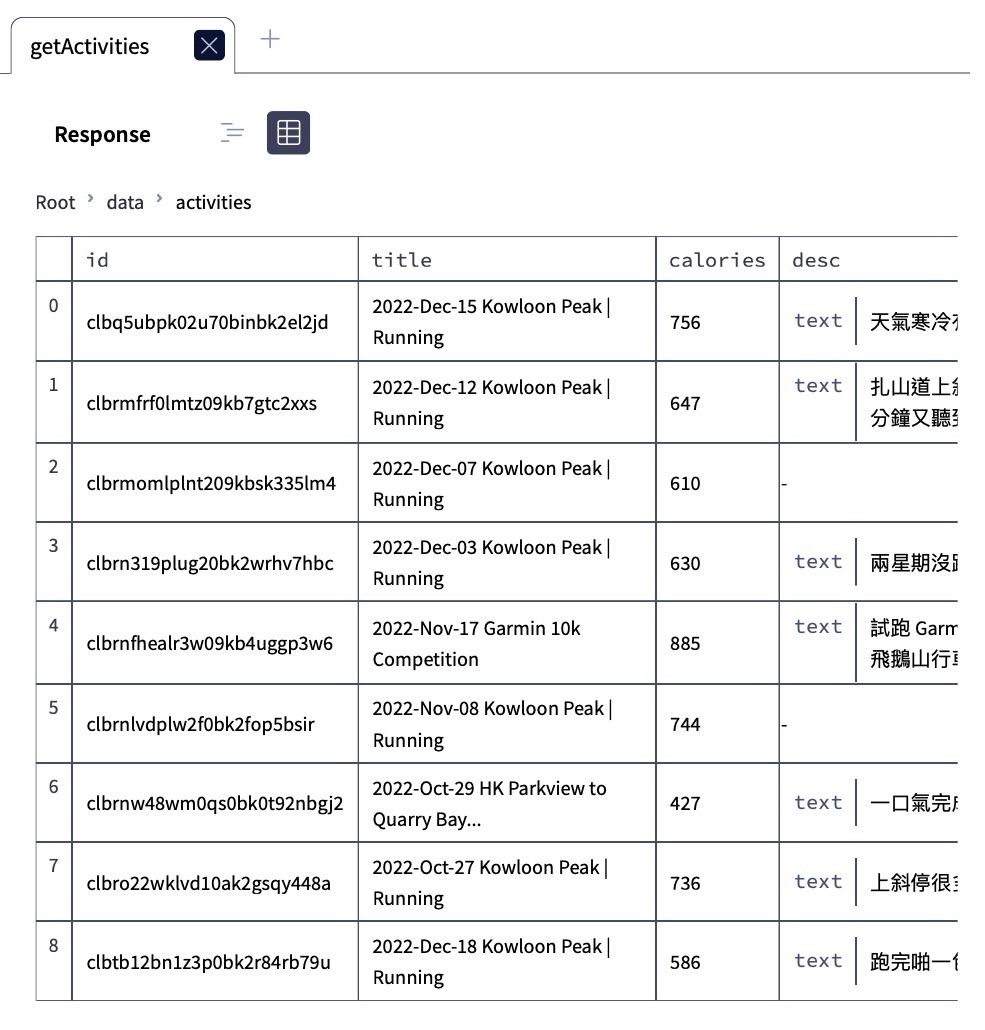 getActivities
Response
Root > data > activities
id title calories desc
0 clbq5ubpk02u70binbk2el2jd 2022-Dec-15 Kowloon Peak | 756 text 天氣寒冷
Running
1 clbrmfrf0lmtz09kb7gtc2xxs 2022-Dec-12 Kowloon Peak | 647 text 扎山道上
Running 分鐘又聽
2 clbrmomlplnt209kbsk335lm4 2022-Dec-07 Kowloon Peak | 610 -
Running
3 clbrn319plug20bk2wrhv7hbc 2022-Dec-03 Kowloon Peak | 630 text 兩星期沒
Running
4 clbrnfhealr3w09kb4uggp3w6 2022-Nov-17 Garmin 10k 885 text 試跑 Garm
Competition 飛鵝山行
5 clbrnlvdplw2f0bk2fop5bsir 2022-Nov-08 Kowloon Peak | 744 -
Running
6 clbrnw48wm0qs0bk0t92nbgj2 2022-Oct-29 HK Parkview to 427 text 一口氣完
Quarry Bay...
7 clbro22wklvd10ak2gsqy448a 2022-Oct-27 Kowloon Peak | 736 text 上斜停很
Running
8 clbtb12bn1z3p0bk2r84rb79u 2022-Dec-18 Kowloon Peak | 586 text 跑完啪一
Running